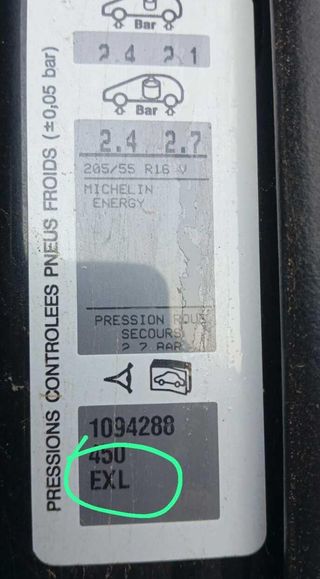 Bar
2.4 2.1
Bar
2.4 2.7
205/55 R16 V
MICHELIN
ENERGY
PRESSION ROUE
SECOURS
2.7 BAR
PRESSIONS CONTROLEES PNEUS FROIDS (±0,05 bar)
1094288
450
EXL